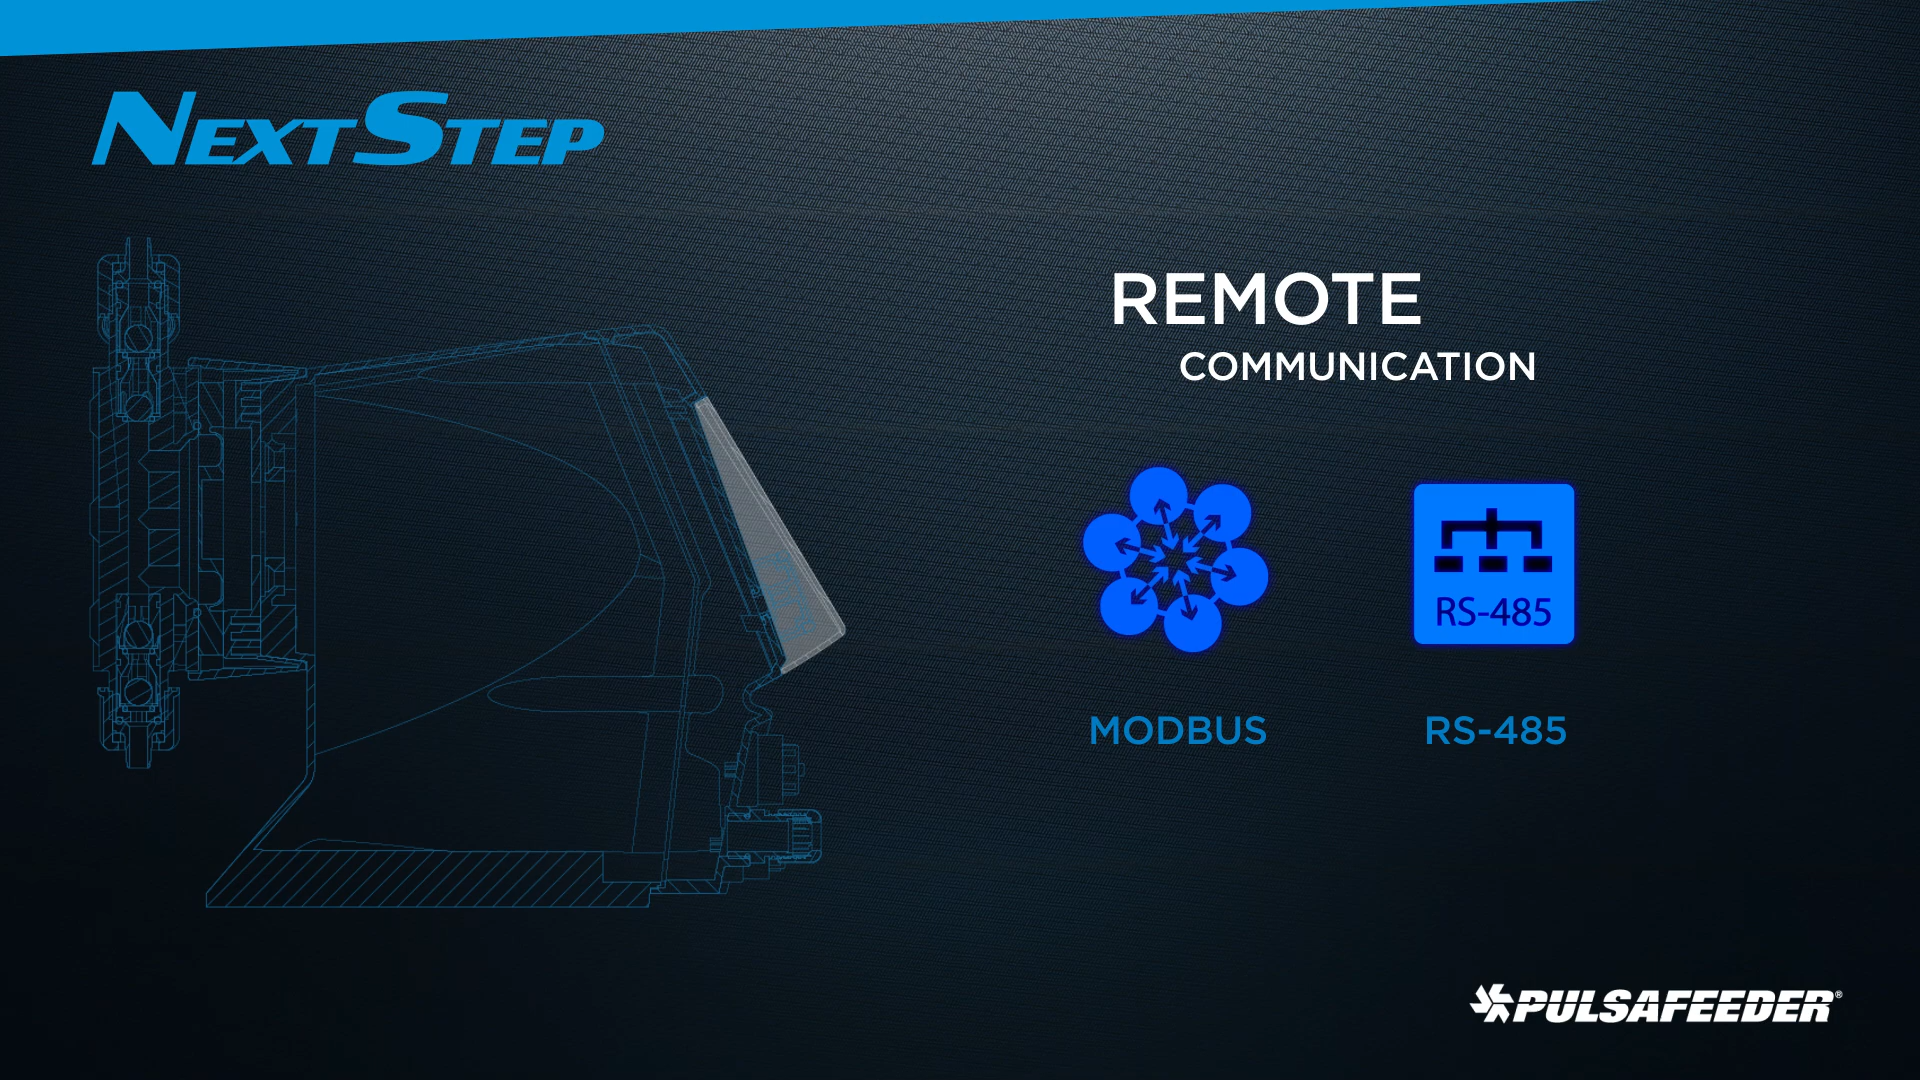 NEXTSTEP
REMOTE
COMMUNICATION
RS-485
MODBUS
RS-485
PULSAFEEDER®